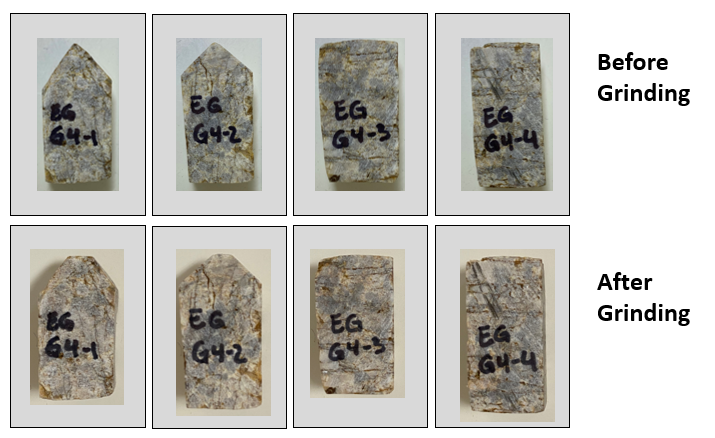 EG
G4-1
EG
G4-2
EG
G4-3
EG
G4-4
Before
Grinding
EG
G4-1
EG
G4-2
EG
G4-3
EG
G4-4
After
Grinding